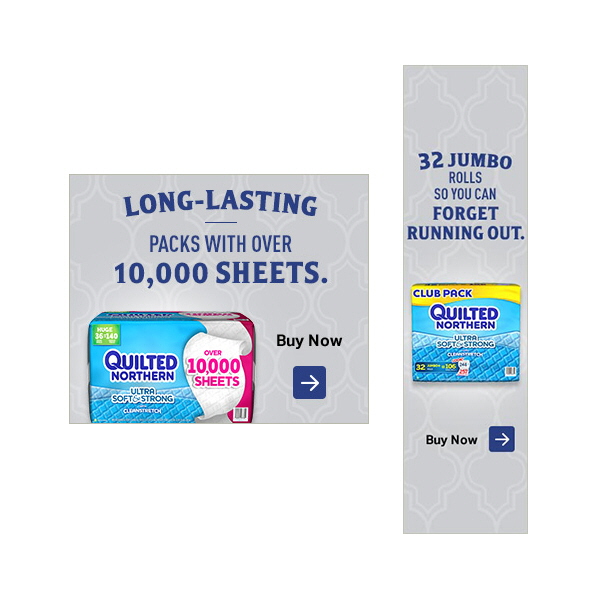 LONG-LASTING
PACKS WITH OVER
10,000 SHEETS.
HUGE
QUILTED
NORTHERN
ULTRA
SOFT & STRONG
CLEANSTRETCH
OVER
10,000
SHEETS
Buy Now
32 JUMBO
ROLLS
SO YOU CAN
FORGET
RUNNING OUT.
CLUB PACK
QUILTED
NORTHERN
ULTRA
SOFT & STRONG
CLEANSTRETCH
32
106
Buy Now